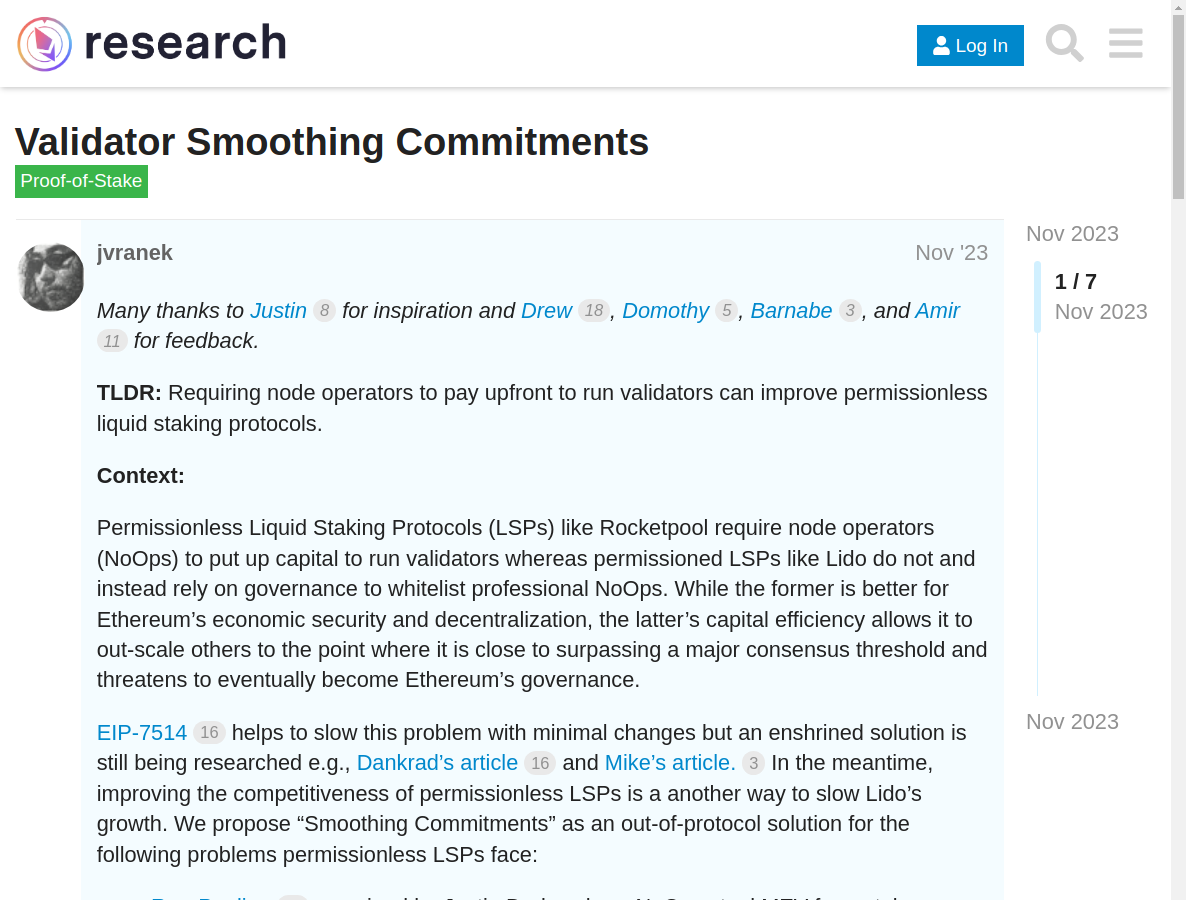 research
Log In
Validator Smoothing Commitments
Proof-of-Stake
jvranek
Nov '23
Many thanks to Justin 8 for inspiration and Drew 18, Domothy 5, Barnabe 3, and Amir
11 for feedback.
TLDR: Requiring node operators to pay upfront to run validators can improve permissionless
liquid staking protocols.
Context:
Permissionless Liquid Staking Protocols (LSPs) like Rocketpool require node operators
(NoOps) to put up capital to run validators whereas permissioned LSPs like Lido do not and
instead rely on governance to whitelist professional NoOps. While the former is better for
Ethereum’s economic security and decentralization, the latter’s capital efficiency allows it to
out-scale others to the point where it is close to surpassing a major consensus threshold and
threatens to eventually become Ethereum’s governance.
EIP-7514 16 helps to slow this problem with minimal changes but an enshrined solution is
still being researched e.g., Dankrad’s article 16 and Mike’s article. 3 In the meantime,
improving the competitiveness of permissionless LSPs is a another way to slow Lido’s
growth. We propose “Smoothing Commitments” as an out-of-protocol solution for the
following problems permissionless LSPs face:
Nov 2023
1 / 7
Nov 2023
Nov 2023